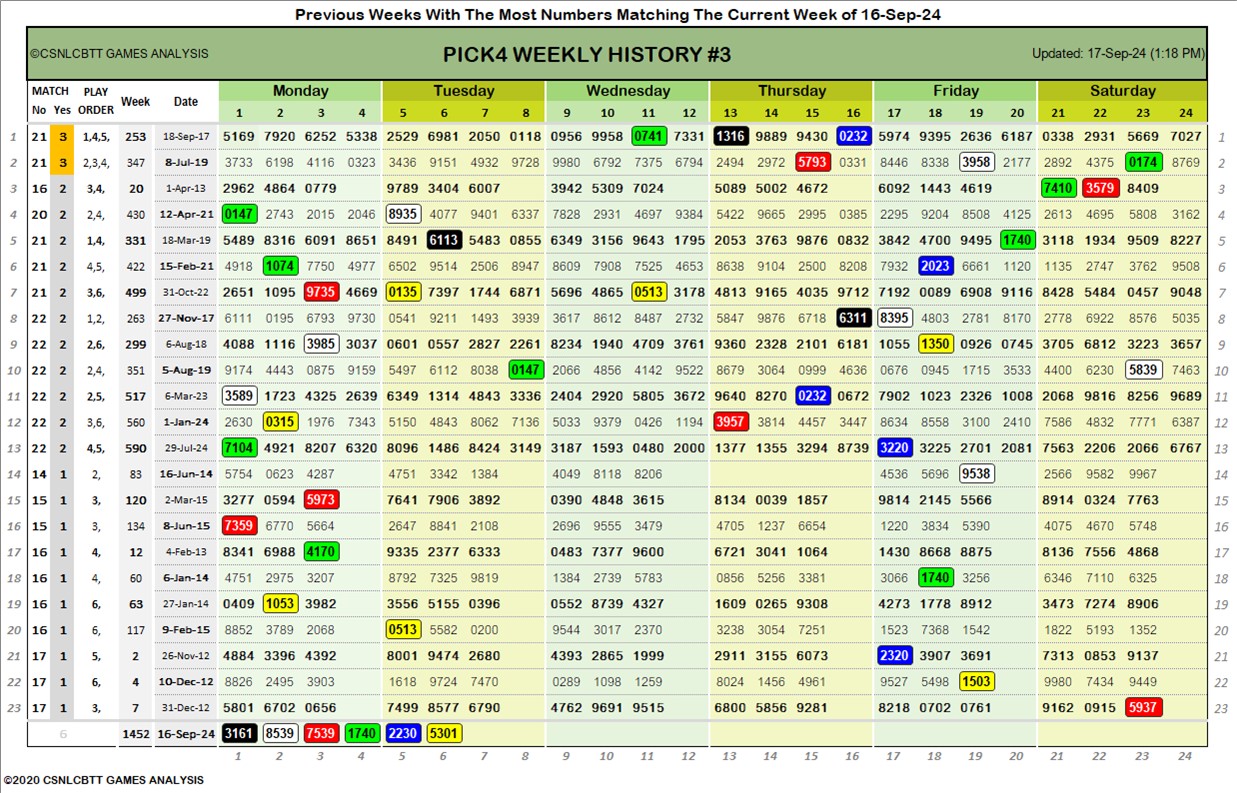 Previous Weeks With The Most Numbers Matching The Current Week of 16-Sep-24
©CSNLCBTT GAMES ANALYSIS PICK4 WEEKLY HISTORY #3 Updated: 17-Sep-24 (1:18 PM)
MATCH PLAY Week Date Monday Tuesday Wednesday Thursday Friday Saturday
No Yes ORDER 1 2 3 4 5 6 7 8 9 10 11 12 13 14 15 16 17 18 19 20 21 22 23 24
1 21 3 1,4,5, 253 18-Sep-17 5169 7920 6252 5338 2529 6981 2050 0118 0956 9958 0741 7331 1316 9889 9430 0232 5974 9395 2636 6187 0338 2931 5669 7027 1
2 21 3 2,3,4, 347 8-Jul-19 3733 6198 4116 0323 3436 9151 4932 9728 9980 6792 7375 6794 2494 2972 5793 0331 8446 8338 3958 2177 2892 4375 0174 8769 2
3 16 2 3,4, 20 1-Apr-13 2962 4864 0779 9789 3404 6007 3942 5309 7024 5089 5002 4672 6092 1443 4619 7410 3579 8409 3
4 20 2 2,4, 430 12-Apr-21 0147 2743 2015 2046 8935 4077 9401 6337 7828 2931 4697 9384 5422 9665 2995 0385 2295 9204 8508 4125 2613 4695 5808 3162 4
5 21 2 1,4, 331 18-Mar-19 5489 8316 6091 8651 8491 6113 5483 0855 6349 3156 9643 1795 2053 3763 9876 0832 3842 4700 9495 1740 3118 1934 9509 8227 5
6 21 2 4,5, 422 15-Feb-21 4918 1074 7750 4977 6502 9514 2506 8947 8609 7908 7525 4653 8638 9104 2500 8208 7932 2023 6661 1120 1135 2747 3762 9508 6
7 21 2 3,6, 499 31-Oct-22 2651 1095 9735 4669 0135 7397 1744 6871 5696 4865 0513 3178 4813 9165 4035 9712 7192 0089 6908 9116 8428 5484 0457 9048 7
8 22 2 1,2, 263 27-Nov-17 6111 0195 6793 9730 0541 9211 1493 3939 3617 8612 8487 2732 5847 9876 6718 6311 8395 4803 2781 8170 2778 6922 8576 5035 8
9 22 2 2,6, 299 6-Aug-18 4088 1116 3985 3037 0601 0557 2827 2261 8234 1940 4709 3761 9360 2328 2101 6181 1055 1350 0926 0745 3705 6812 3223 3657 9
10 22 2 2,4, 351 5-Aug-19 9174 4443 0875 9159 5497 6112 8038 0147 2066 4856 4142 9522 8679 3064 0999 4636 0676 0945 1715 3533 4400 6230 5839 7463 10
11 22 2 2,5, 517 6-Mar-23 3589 1723 4325 2639 6349 1314 4843 3336 2404 2920 5805 3672 9640 8270 0232 0672 7902 1023 2326 1008 2068 9816 8256 9689 11
12 22 2 3,6, 560 1-Jan-24 2630 0315 1976 7343 5150 4843 8062 7136 5033 9379 0426 1194 3957 3814 4457 3447 8634 8558 3100 2410 7586 4832 7771 6387 12
13 22 2 4,5, 590 29-Jul-24 7104 4921 8207 6320 8096 1486 8424 3149 3187 1593 0480 2000 1377 1355 3294 8739 3220 3225 2701 2081 7563 2206 2066 6767 13
14 14 1 2, 83 16-Jun-14 5754 0623 4287 4751 3342 1384 4049 8118 8206 4536 5696 9538 2566 9582 9967 14
15 15 1 3, 120 2-Mar-15 3277 0594 5973 7641 7906 3892 0390 4848 3615 8134 0039 1857 9814 2145 5566 8914 0324 7763 15
16 15 1 3, 134 8-Jun-15 7359 6770 5664 2647 8841 2108 2696 9555 3479 4705 1237 6654 1220 3834 5390 4075 4670 5748 16
17 16 1 4, 12 4-Feb-13 8341 6988 4170 9335 2377 6333 0483 7377 9600 6721 3041 1064 1430 8668 8875 8136 7556 4868 17
18 16 1 4, 60 6-Jan-14 4751 2975 3207 8792 7325 9819 1384 2739 5783 0856 5256 3381 3066 1740 3256 6346 7110 6325 18
19 16 1 6, 63 27-Jan-14 0409 1053 3982 3556 5155 0396 0552 8739 4327 1609 0265 9308 4273 1778 8912 3473 7274 8906 19
20 16 1 6, 117 9-Feb-15 8852 3789 2068 0513 5582 0200 9544 3017 2370 3238 3054 7251 1523 7368 1542 1822 5193 1352 20
21 17 1 5, 2 26-Nov-12 4884 3396 4392 8001 9474 2680 4393 2865 1999 2911 3155 6073 2320 3907 3691 7313 0853 9137 21
22 17 1 6, 4 10-Dec-12 8826 2495 3903 1618 9724 7470 0289 1098 1259 8024 1456 4961 9527 5498 1503 9980 7434 9449 22
23 17 1 3, 7 31-Dec-12 5801 6702 0656 7499 8577 6790 4762 9691 9515 6800 5856 9281 8218 0702 0761 9162 0915 5937 23
6 1452 16-Sep-24 3161 8539 7539 1740 2230 5301
1 2 3 4 5 6 7 8 9 10 11 12 13 14 15 16 17 18 19 20 21 22 23 24
©2020 CSNLCBTT GAMES ANALYSIS